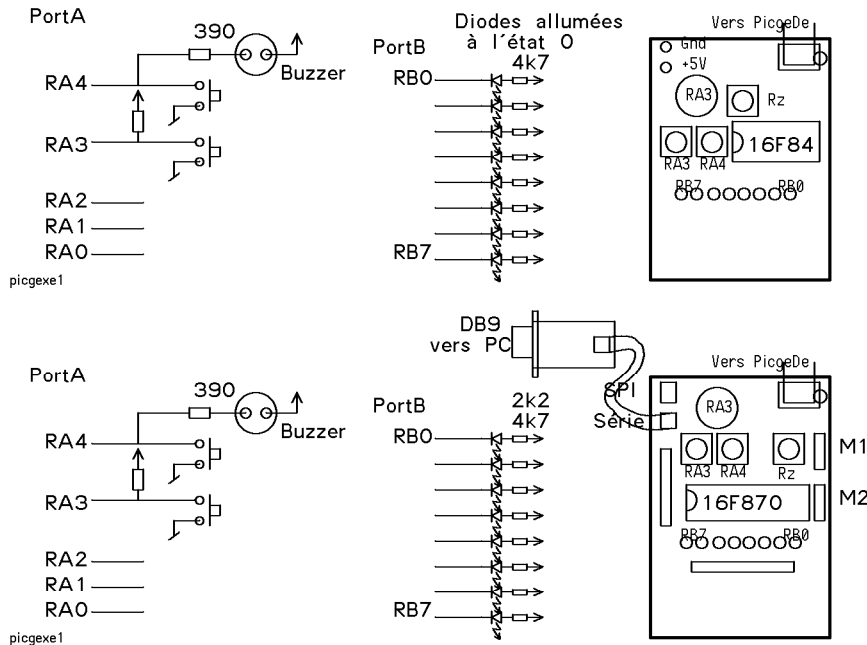 PortA
390
Buzzer
RA4
RA3
RA2
RA1
RA0
picgexe1
Diodes allumées
à l'état 0
PortB
4k7
RB0
RB7
Vers PicgeDe
Gnd
+5V
RA3
Rz
16F84
RA3 RA4
RB7 RB0
DB9
vers PC
PortA
390
Buzzer
RA4
RA3
RA2
RA1
RA0
picgexe1
PortB
2k2
4k7
RB0
RB7
Vers PicgeDe
SPI
Série
RA3
M1
RA3 RA4 Rz
16F870
M2
RB7 RB0